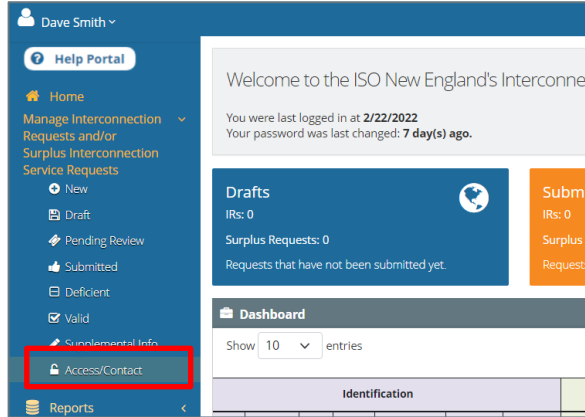 Dave Smith
Help Portal
Home
Manage Interconnection
Requests and/or
Surplus Interconnection
Service Requests
New
Draft
Pending Review
Submitted
Deficient
Valid
Supplemental Info
Access/Contact
Reports
Welcome to the ISO New England's Interconne
You were last logged in at 2/22/2022
Your password was last changed: 7 day(s) ago.
Drafts
IRs: 0
Surplus Requests: 0
Requests that have not been submitted yet.
Subm
IRs: 0
Surplus
Request
Dashboard
Show 10 entries
Identification